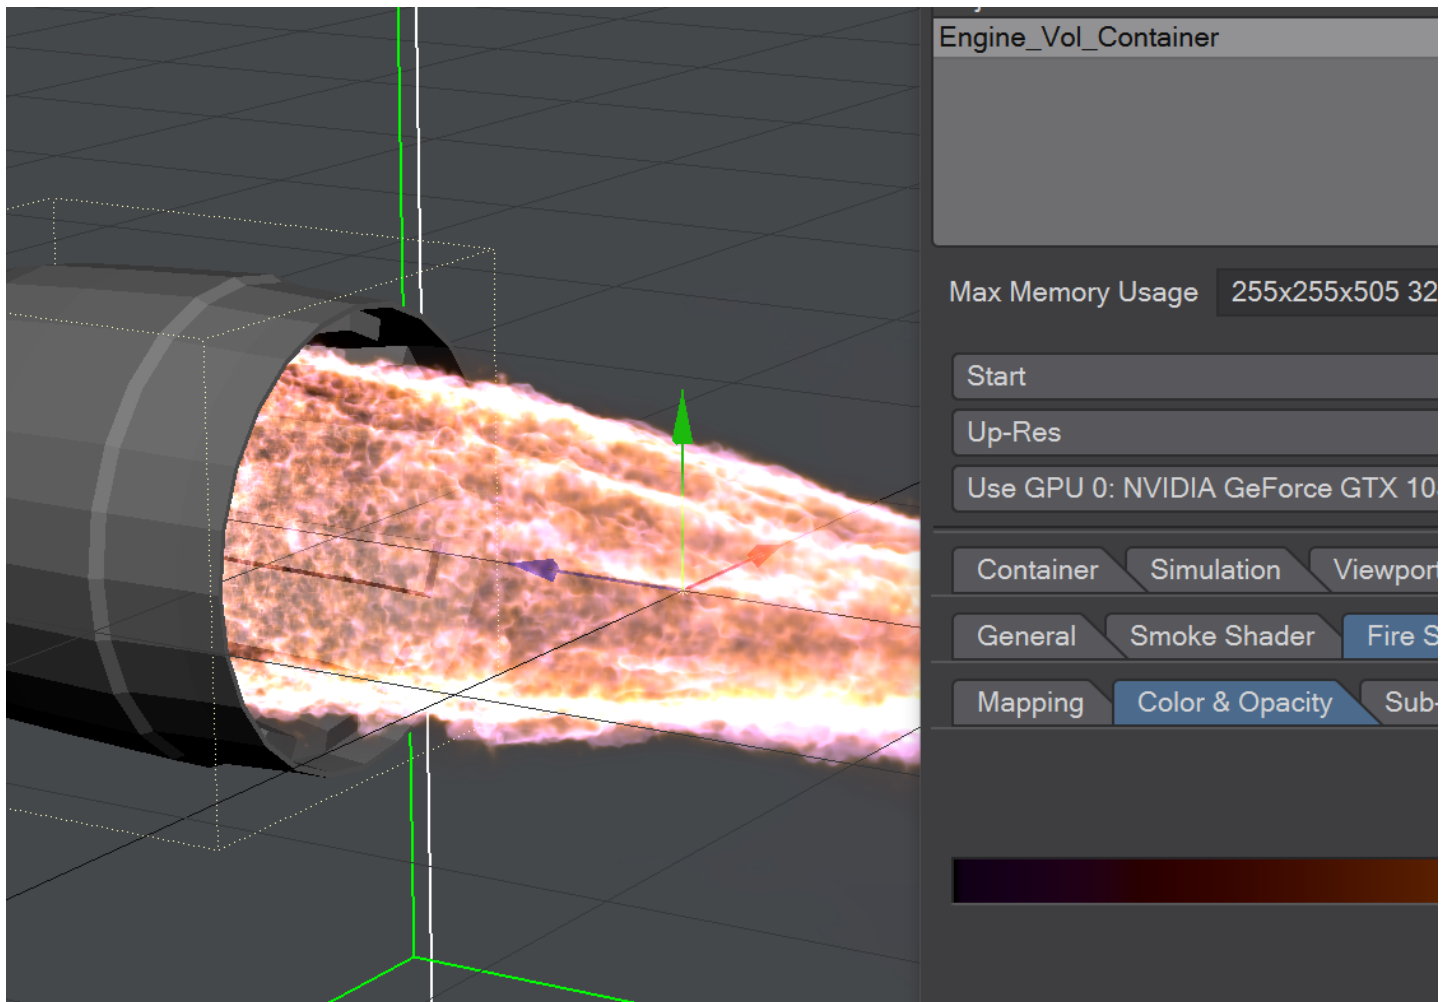 Engine_Vol_Container
Max Memory Usage 255x255x505 32
Start
Up-Res
Use GPU 0: NVIDIA GeForce GTX 10
Container Simulation Viewport
General Smoke Shader Fire S
Mapping Color & Opacity Sub-